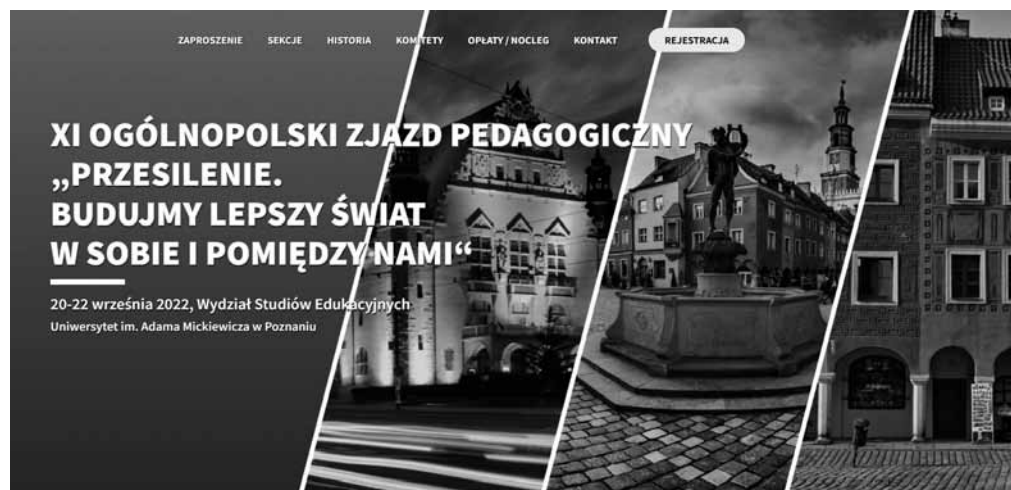 ZAPROSZENIE SEKCJE HISTORIA KOMITETY OPŁATY / NOCLEG KONTAKT REJESTRACJA
XI OGÓLNOPOLSKI ZJAZD PEDAGOGICZNY
„PRZESILENIE.
BUDUJMY LEPSZY ŚWIAT
W SOBIE I POMIĘDZY NAMI“
20-22 września 2022, Wydział Studiów Edukacyjnych
Uniwersytet im. Adama Mickiewicza w Poznaniu